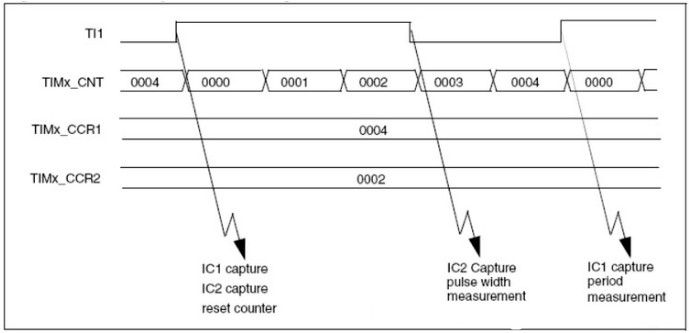 TI1
TIMx_CNT 0004 0000 0001 0002 0003 0004 0000
TIMx_CCR1 0004
TIMx_CCR2 0002
IC1 capture
IC2 capture
reset counter
IC2 Capture
pulse width
measurement
IC1 capture
period
measurement